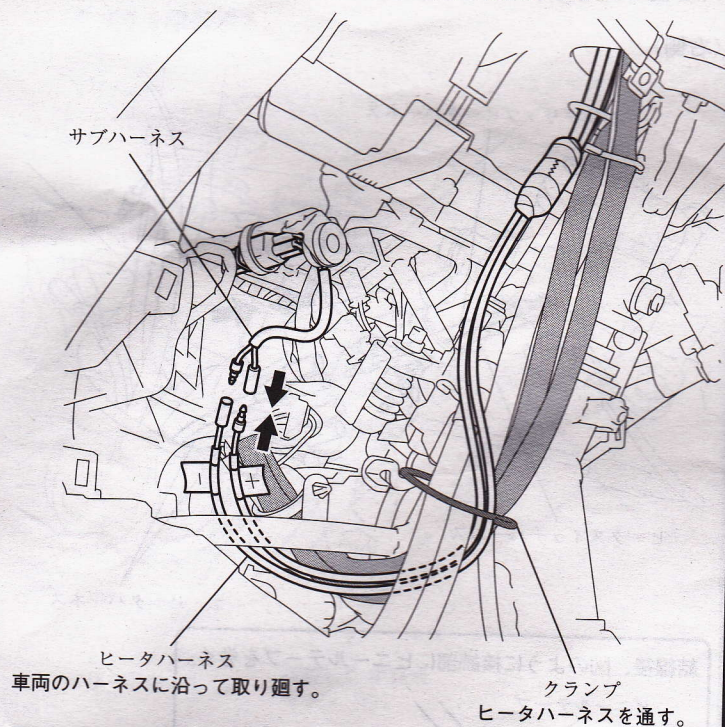 サブハーネス
－
＋
ヒータハーネス
車両のハーネスに沿って取り廻す。
クランプ
ヒータハーネスを通す。